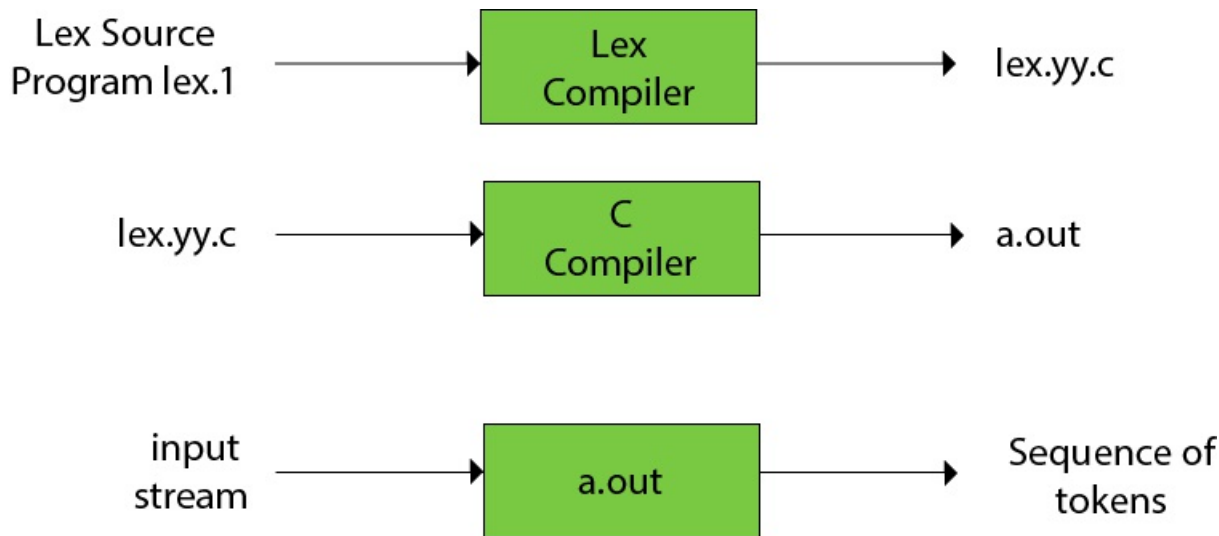 Lex Source
Program lex.1
Lex
Compiler
lex.yy.c
lex.yy.c
C
Compiler
a.out
input
stream
a.out
Sequence of
tokens